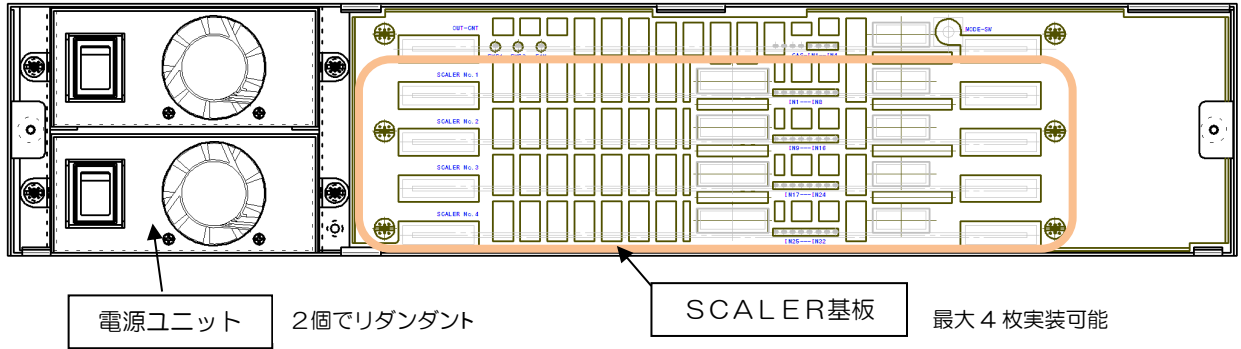 OUT-CNT
MODE-SW
SCALER No.1
IN1---IN8
SCALER No.2
IN9---IN16
SCALER No.3
IN17---IN24
SCALER No.4
IN25---IN32
電源ユニット
2個でリダンダント
SCALER基板
最大4枚実装可能